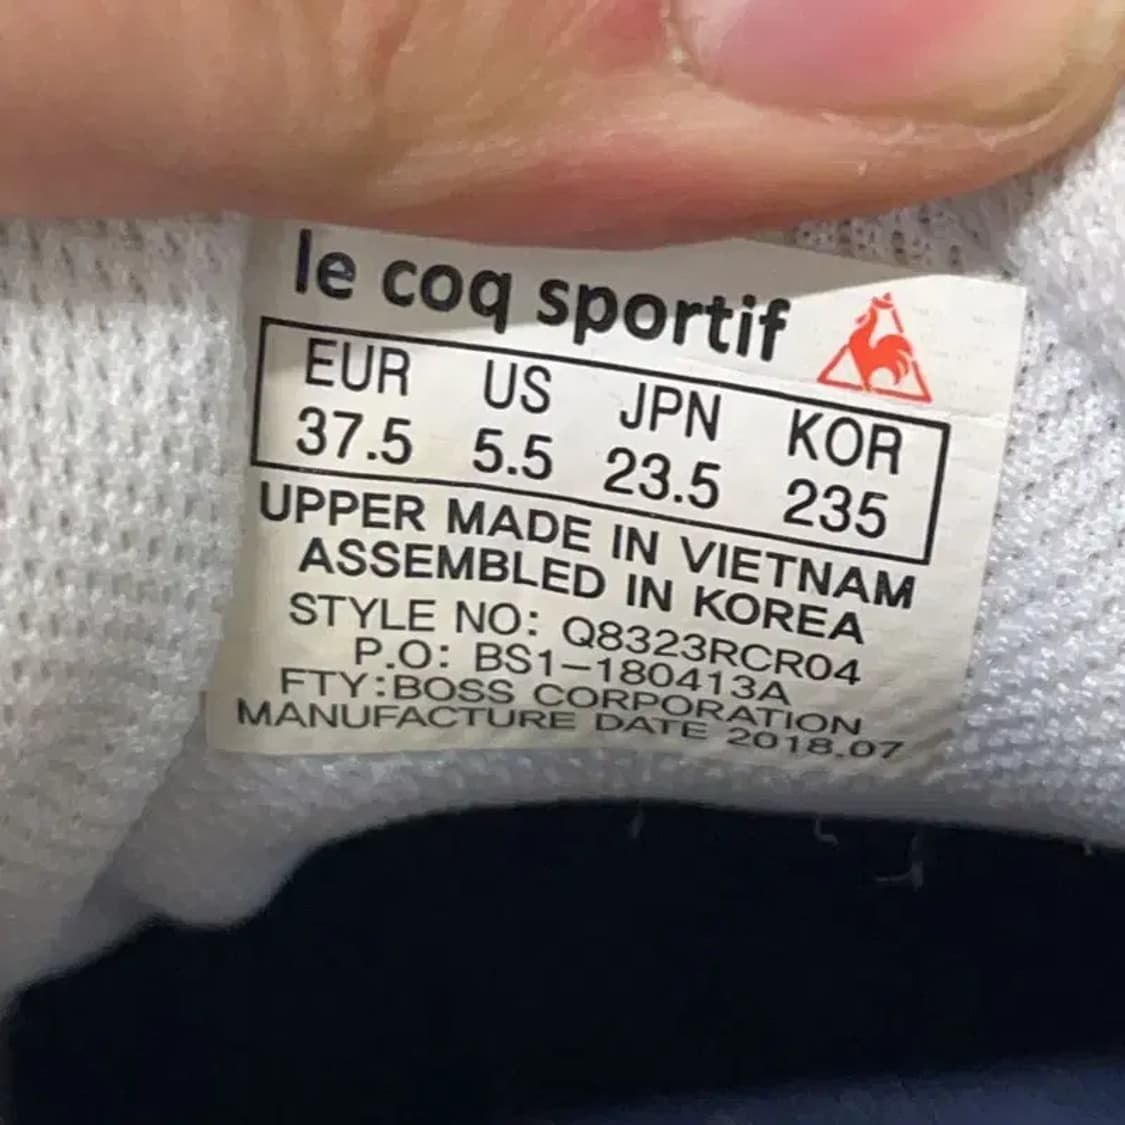 le coq sportif
EUR US JPN KOR
37.5 5.5 23.5 235
UPPER MADE IN VIETNAM
ASSEMBLED IN KOREA
STYLE NO: Q8323RCR04
P.O: BS1-180413A
FTY:BOSS CORPORATION
MANUFACTURE DATE 2018.07